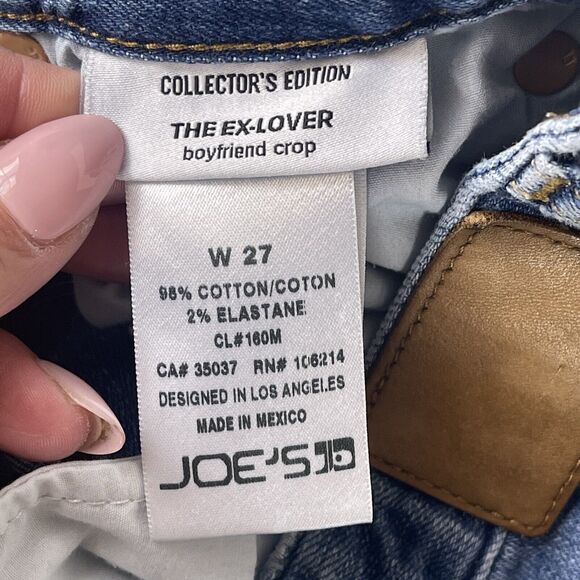 COLLECTOR'S EDITION
THE EX-LOVER
boyfriend crop
W 27
98% COTTON/COTON
2% ELASTANE
CL#160M
CA# 35037 RN# 106214
DESIGNED IN LOS ANGELES
MADE IN MEXICO
JOE'S